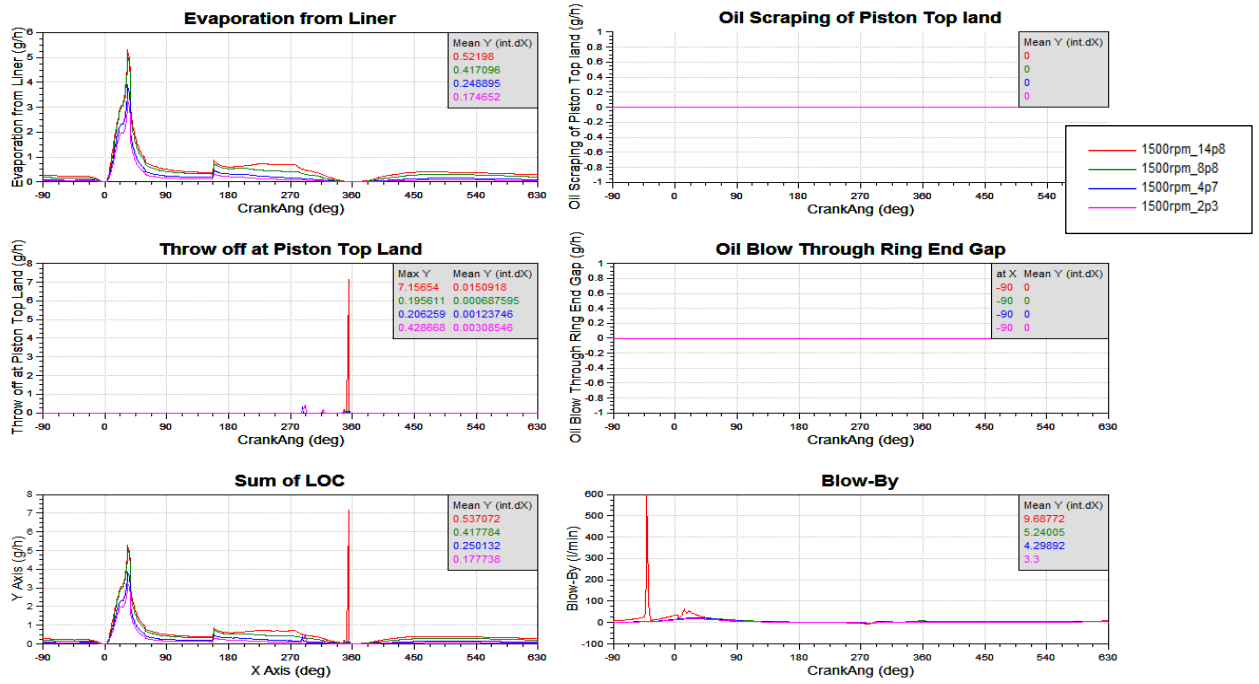 Evaporation from Liner
Evaporation from Liner (g/h)
6
5
4
3
2
1
0
Mean Y (int.dX)
0.52198
0.417096
0.248895
0.174652
-90 0 90 180 270 360 450 540 630
CrankAng (deg)
Oil Scraping of Piston Top land
Oil Scraping of Piston Top land (g/h)
1
0.8
0.6
0.4
0.2
0
-0.2
-0.4
-0.6
-0.8
-1
Mean Y (int.dX)
0
0
0
0
-90 0 90 180 270 360 450 540 630
CrankAng (deg)
1500rpm_14p8
1500rpm_8p8
1500rpm_4p7
1500rpm_2p3
Throw off at Piston Top Land
Throw off at Piston Top Land (g/h)
8
7
6
5
4
3
2
1
0
Max Y Mean Y (int.dX)
7.15654 0.0150918
0.195611 0.000687595
0.206259 0.00123746
0.428668 0.00308546
-90 0 90 180 270 360 450 540 630
CrankAng (deg)
Oil Blow Through Ring End Gap
Oil Blow Through Ring End Gap (g/h)
1
0.8
0.6
0.4
0.2
0
-0.2
-0.4
-0.6
-0.8
-1
at X Mean Y (int.dX)
-90 0
-90 0
-90 0
-90 0
-90 0 90 180 270 360 450 540 630
CrankAng (deg)
Sum of LOC
Y Axis (g/h)
8
7
6
5
4
3
2
1
0
Mean Y (int.dX)
0.537072
0.417784
0.250132
0.177738
-90 0 90 180 270 360 450 540 630
X Axis (deg)
Blow-By
Blow-By (l/min)
600
500
400
300
200
100
0
-100
Mean Y (int.dX)
9.68772
5.24005
4.29892
3.3
-90 0 90 180 270 360 450 540 630
CrankAng (deg)